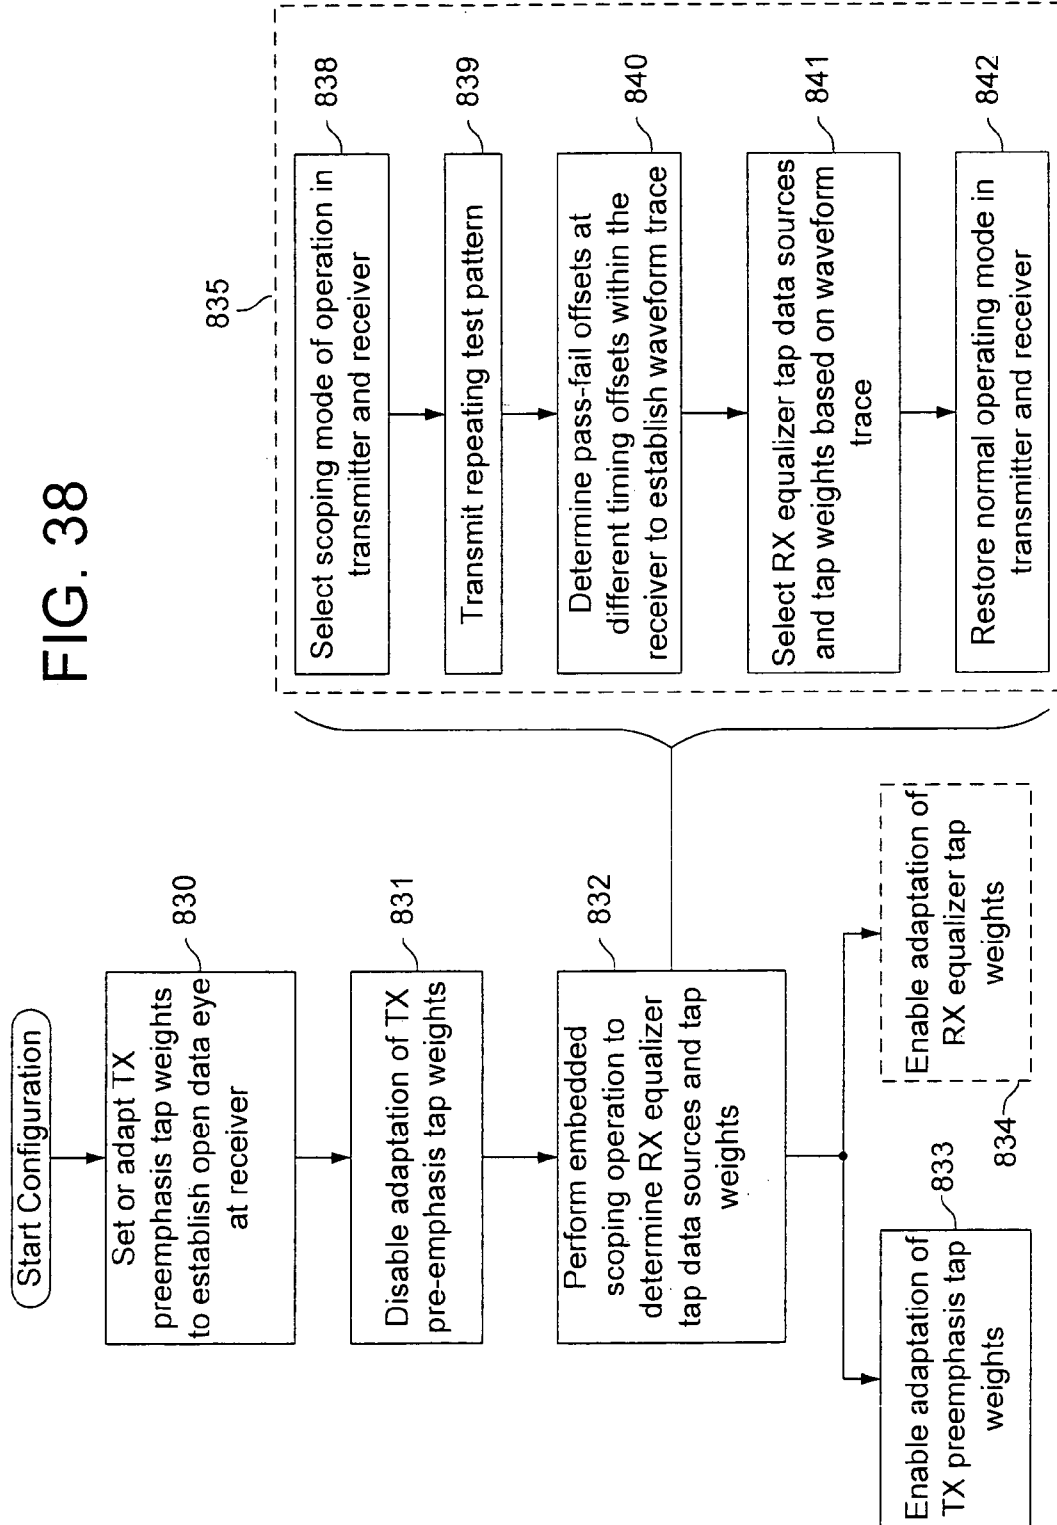 FIG. 38
Start Configuration
Set or adapt TX
preemphasis tap weights
to establish open data eye
at receiver
830
Disable adaptation of TX
pre-emphasis tap weights
831
Perform embedded
scoping operation to
determine RX equalizer
tap data sources and tap
weights
832
Enable adaptation of
TX preemphasis tap
weights
833
Enable adaptation of
RX equalizer tap
weights
834
835
Select scoping mode of operation in
transmitter and receiver
838
Transmit repeating test pattern
839
Determine pass-fail offsets at
different timing offsets within the
receiver to establish waveform trace
840
Select RX equalizer tap data sources
and tap weights based on waveform
trace
841
Restore normal operating mode in
transmitter and receiver
842